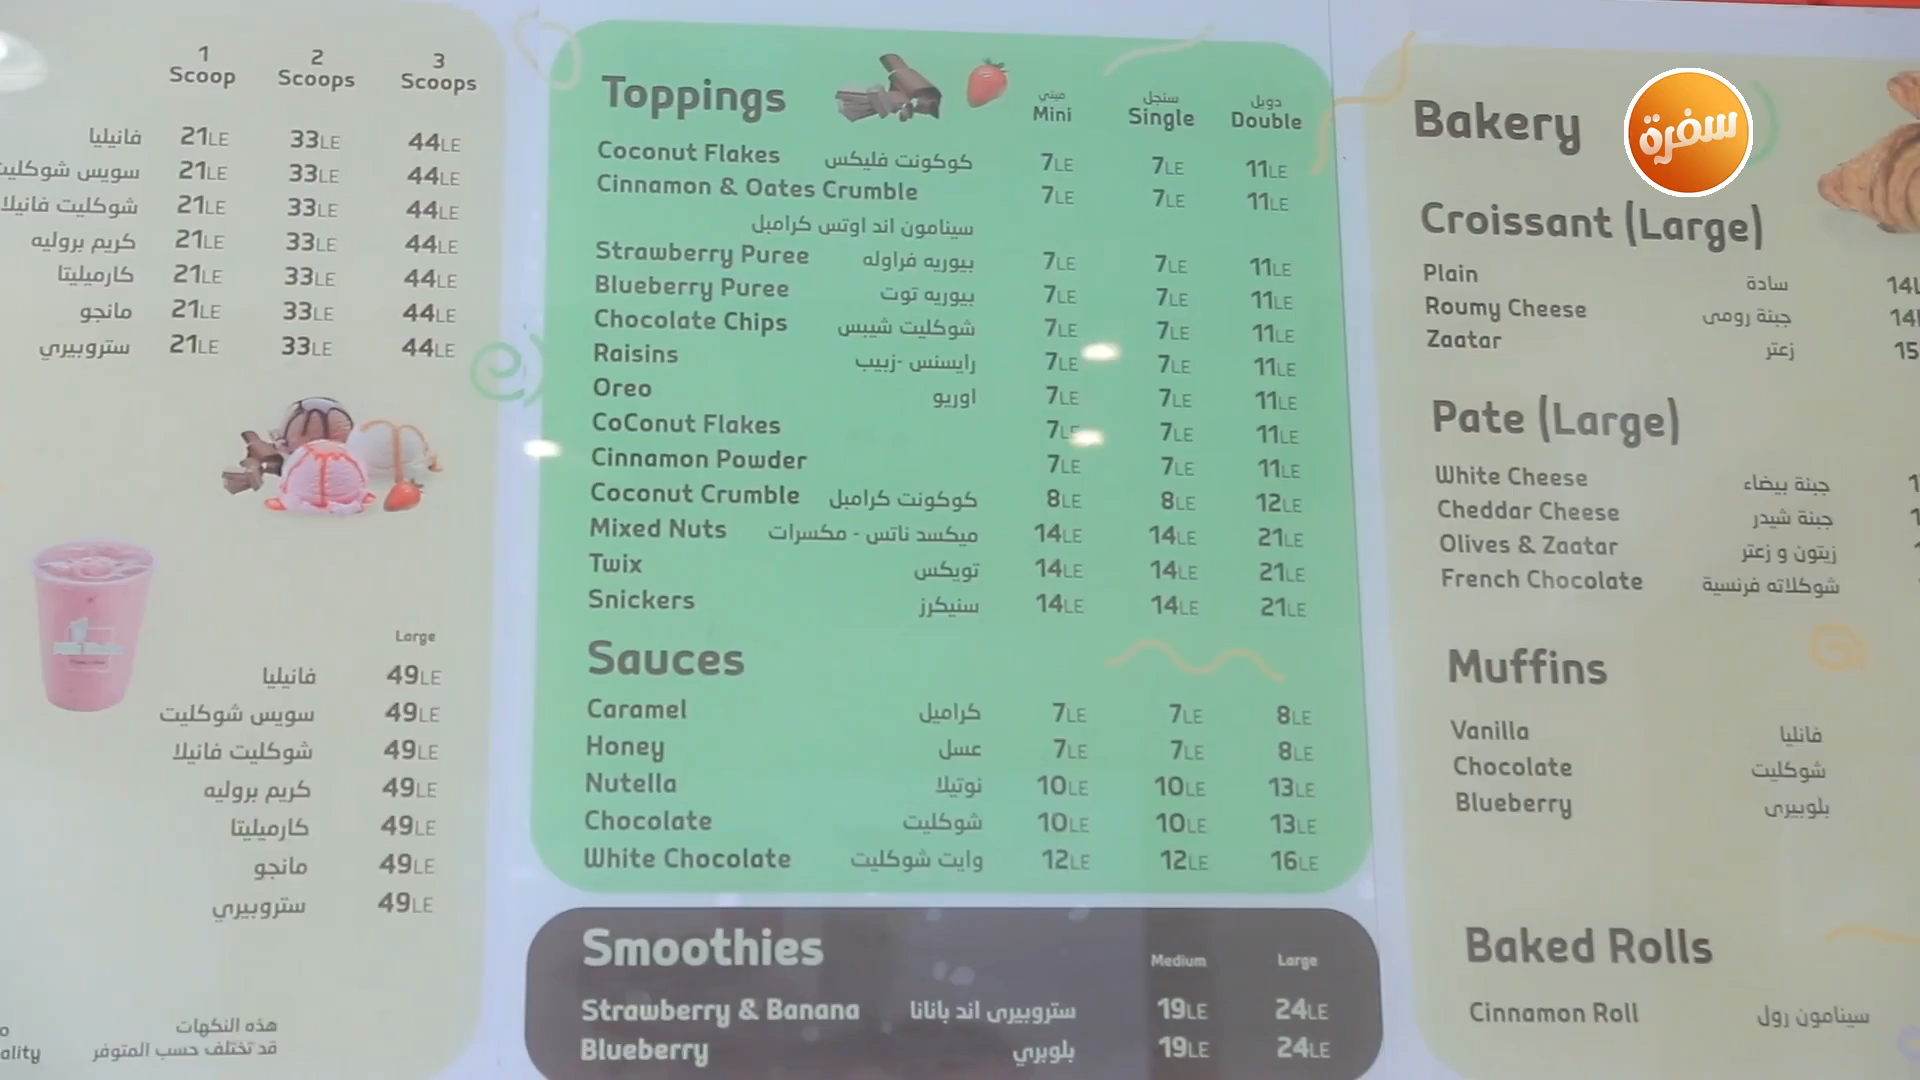 1 Scoop 2 Scoops 3 Scoops
فانيليا 21LE 33LE 44LE
سويس شوكليت 21LE 33LE 44LE
شوكليت فانيلا 21LE 33LE 44LE
كريم بروليه 21LE 33LE 44LE
كارميليتا 21LE 33LE 44LE
مانجو 21LE 33LE 44LE
ستروبيري 21LE 33LE 44LE
Large
فانيليا 49LE
سويس شوكليت 49LE
شوكليت فانيلا 49LE
كريم بروليه 49LE
كارميليتا 49LE
مانجو 49LE
ستروبيري 49LE
هذه النكهات
قد تختلف حسب المتوفر
Toppings ميني Mini سنجل Single دوبل Double
Coconut Flakes كوكونت فليكس 7LE 7LE 11LE
Cinnamon & Oates Crumble 7LE 7LE 11LE
سينامون اند اوتس كرامبل
Strawberry Puree بيوريه فراوله 7LE 7LE 11LE
Blueberry Puree بيوريه توت 7LE 7LE 11LE
Chocolate Chips شوكليت شيبس 7LE 7LE 11LE
Raisins رايسنس -زبيب 7LE 7LE 11LE
Oreo اوريو 7LE 7LE 11LE
CoConut Flakes 7LE 7LE 11LE
Cinnamon Powder 7LE 7LE 11LE
Coconut Crumble كوكونت كرامبل 8LE 8LE 12LE
Mixed Nuts ميكسد ناتس - مكسرات 14LE 14LE 21LE
Twix تويكس 14LE 14LE 21LE
Snickers سنيكرز 14LE 14LE 21LE
Sauces
Caramel كراميل 7LE 7LE 8LE
Honey عسل 7LE 7LE 8LE
Nutella نوتيلا 10LE 10LE 13LE
Chocolate شوكليت 10LE 10LE 13LE
White Chocolate وايت شوكليت 12LE 12LE 16LE
Smoothies Medium Large
Strawberry & Banana ستروبيرى اند بانانا 19LE 24LE
Blueberry بلوبري 19LE 24LE
Bakery
سفرة
Croissant (Large)
Plain سادة
Roumy Cheese جبنة رومى
Zaatar زعتر
Pate (Large)
White Cheese جبنة بيضاء
Cheddar Cheese جبنة شيدر
Olives & Zaatar زيتون و زعتر
French Chocolate شوكلاته فرنسية
Muffins
Vanilla فانليا
Chocolate شوكليت
Blueberry بلوبيرى
Baked Rolls
Cinnamon Roll سينامون رول